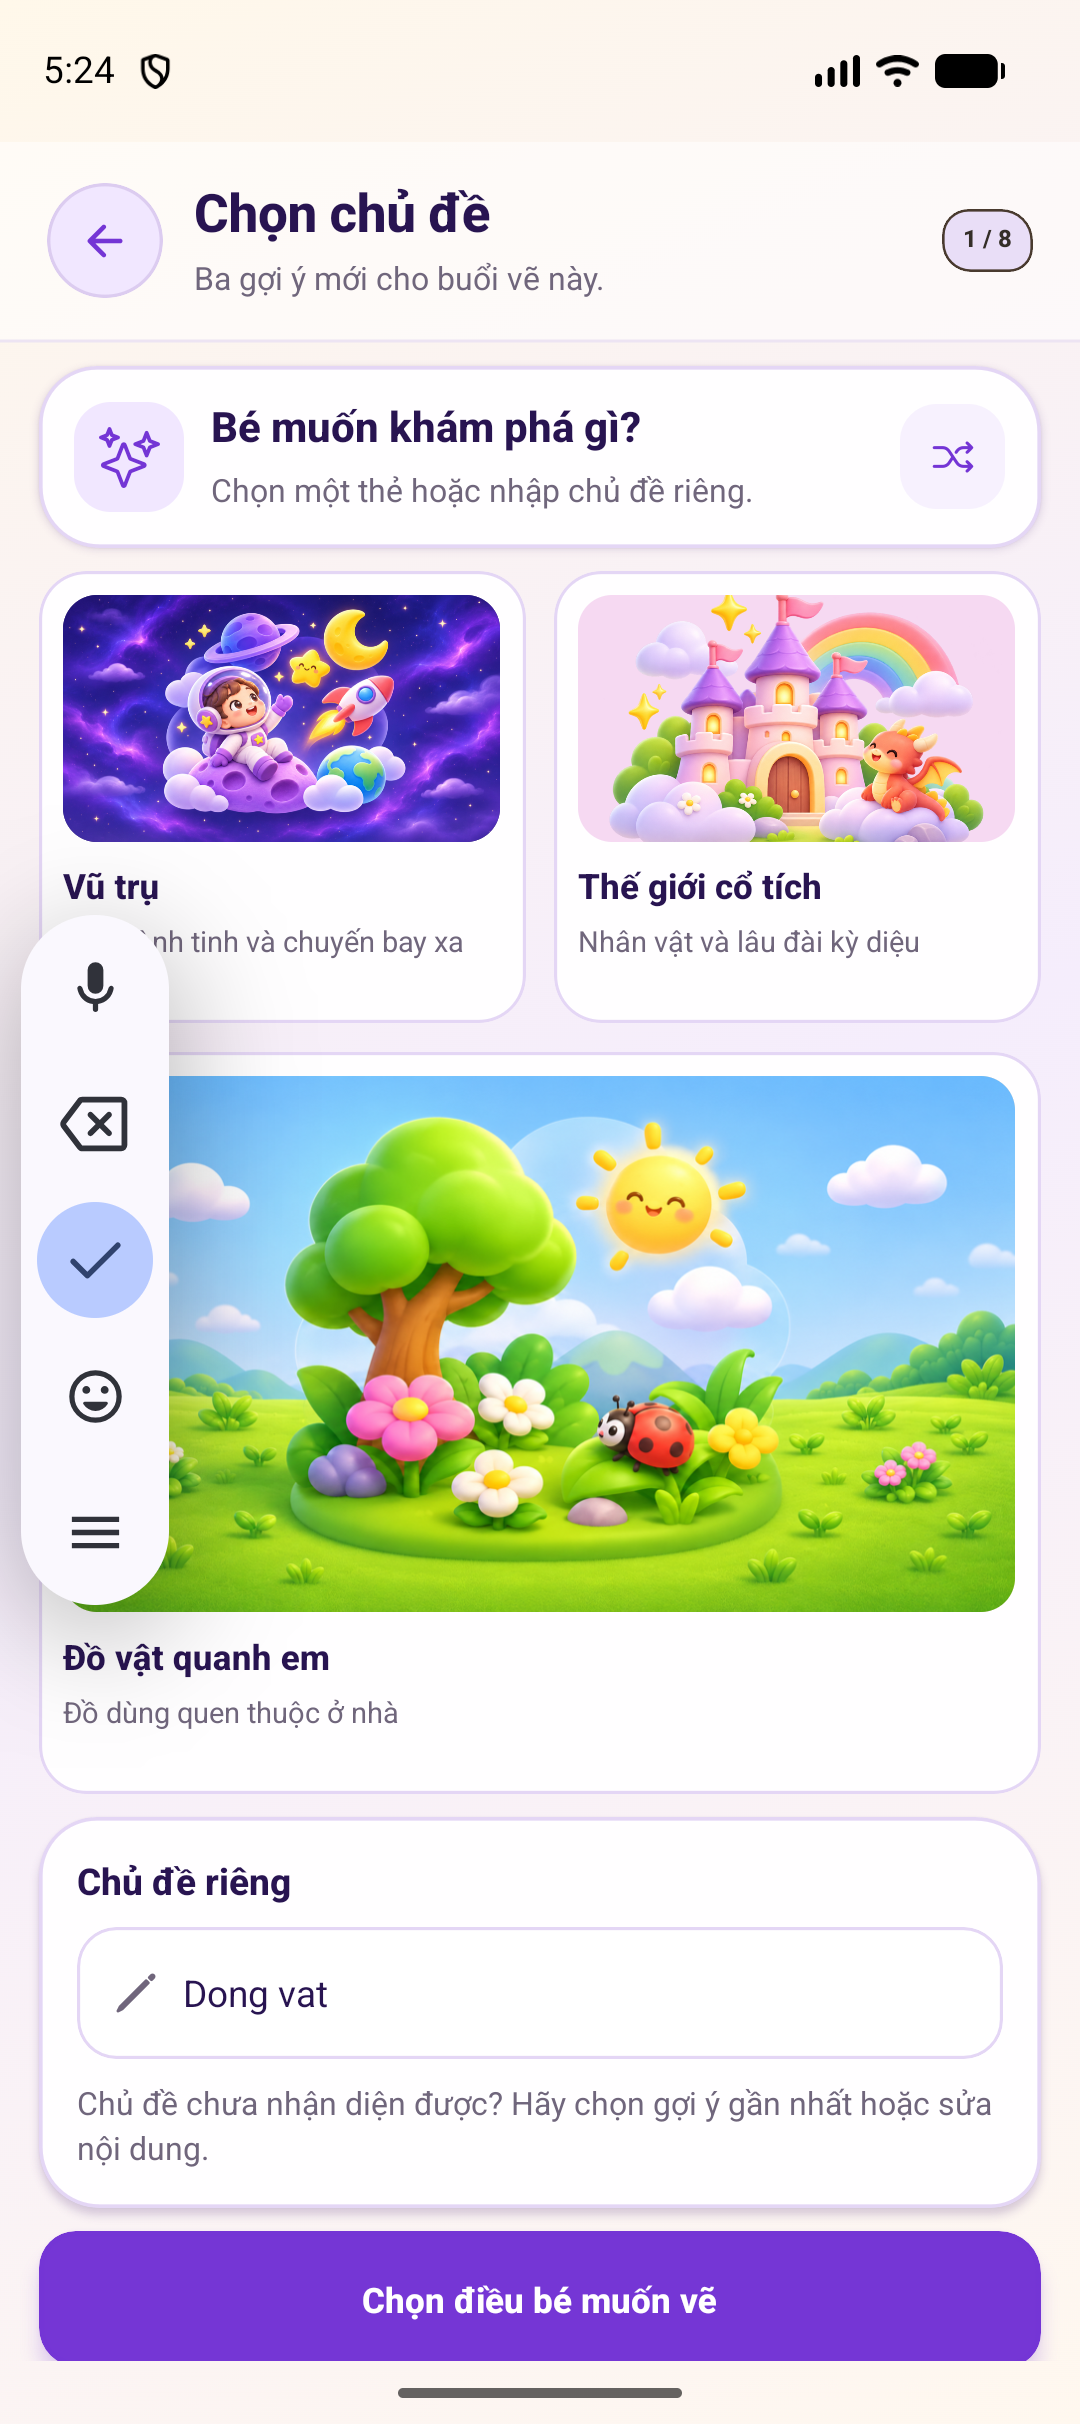 5:24
Chọn chủ đề
Ba gợi ý mới cho buổi vẽ này.
1 / 8
Bé muốn khám phá gì?
Chọn một thẻ hoặc nhập chủ đề riêng.
Vũ trụ
tinh và chuyến bay xa
Thế giới cổ tích
Nhân vật và lâu đài kỳ diệu
Đồ vật quanh em
Đồ dùng quen thuộc ở nhà
Chủ đề riêng
Dong vat
Chủ đề chưa nhận diện được? Hãy chọn gợi ý gần nhất hoặc sửa
nội dung.
Chọn điều bé muốn vẽ